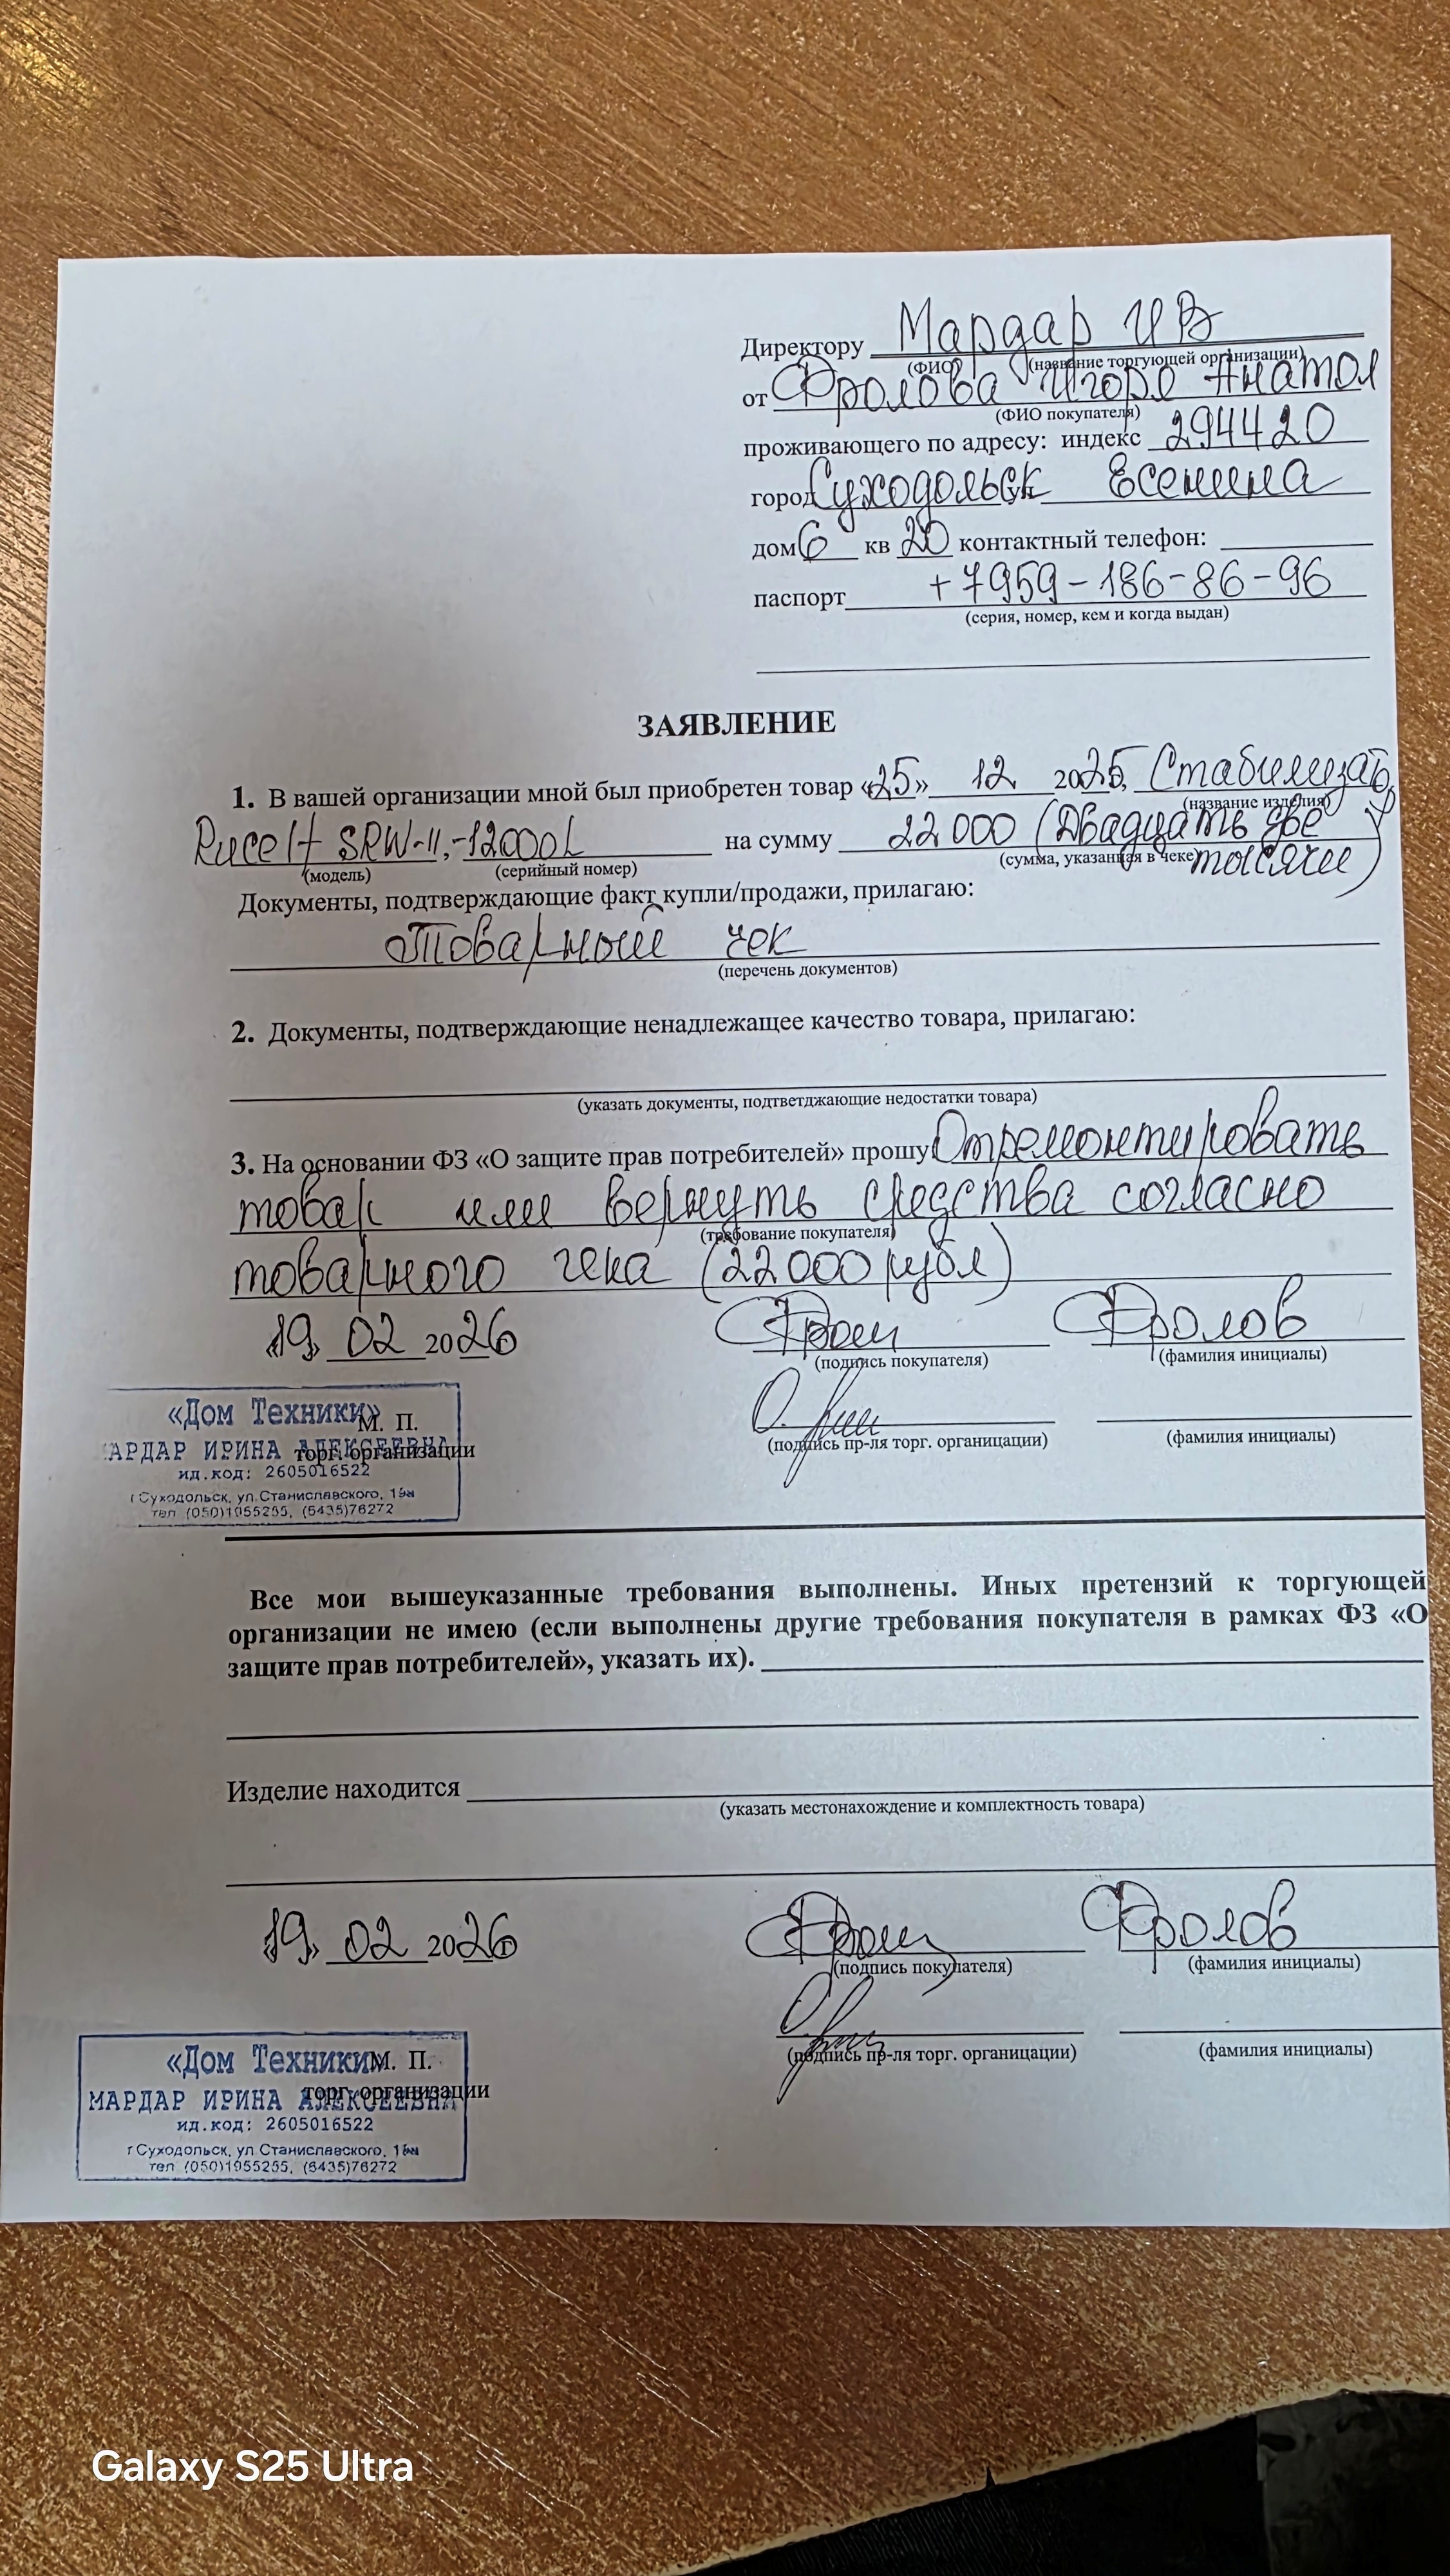 Директору Мардар ИВ
(ФИО) (название торгующей организации)
от Фролова Игоре Анатол
(ФИО покупателя)
проживающего по адресу: индекс 294420
город Суходольск Есенина
дом 6 кв 20 контактный телефон:
паспорт +7959-186-86-96
(серия, номер, кем и когда выдан)
ЗАЯВЛЕНИЕ
1. В вашей организации мной был приобретен товар «25» 12 2025, Стабилизатор
(название изделия)
Rucelf SRW-II,-12000L на сумму 22000 (Двадцать две тысячи)
(модель) (серийный номер) (сумма, указанная в чеке)
Документы, подтверждающие факт купли/продажи, прилагаю:
Товарный чек
(перечень документов)
2. Документы, подтверждающие ненадлежащее качество товара, прилагаю:
(указать документы, подтветджающие недостатки товара)
3. На основании ФЗ «О защите прав потребителей» прошу Отремонтировать
товар или вернуть средства согласно
(требование покупателя)
товарного чека (22000 рубл)
«19» 02 2026 Фролов
(подпись покупателя) (фамилия инициалы)
«Дом Техники» М. П.
АРДАР ИРИНА АЛЕКСЕЕВНА торг. организации
(подпись пр-ля торг. органицации) (фамилия инициалы)
ид.код: 2605016522
г Суходольск, ул.Станиславского,
тел (050)1955255, (6435)76272
Все мои вышеуказанные требования выполнены. Иных претензий к торгующей
организации не имею (если выполнены другие требования покупателя в рамках ФЗ «О
защите прав потребителей», указать их).
Изделие находится
(указать местонахождение и комплектность товара)
«19» 02 2026 Фролов
(подпись покупателя) (фамилия инициалы)
«Дом Техники» М. П.
(подпись пр-ля торг. органицации) (фамилия инициалы)
МАРДАР ИРИНА АЛЕКСЕЕВНА торг. организации
ид.код: 2605016522
г Суходольск, ул Станиславского,
тел (050)1955255, (6435)76272
Galaxy S25 Ultra